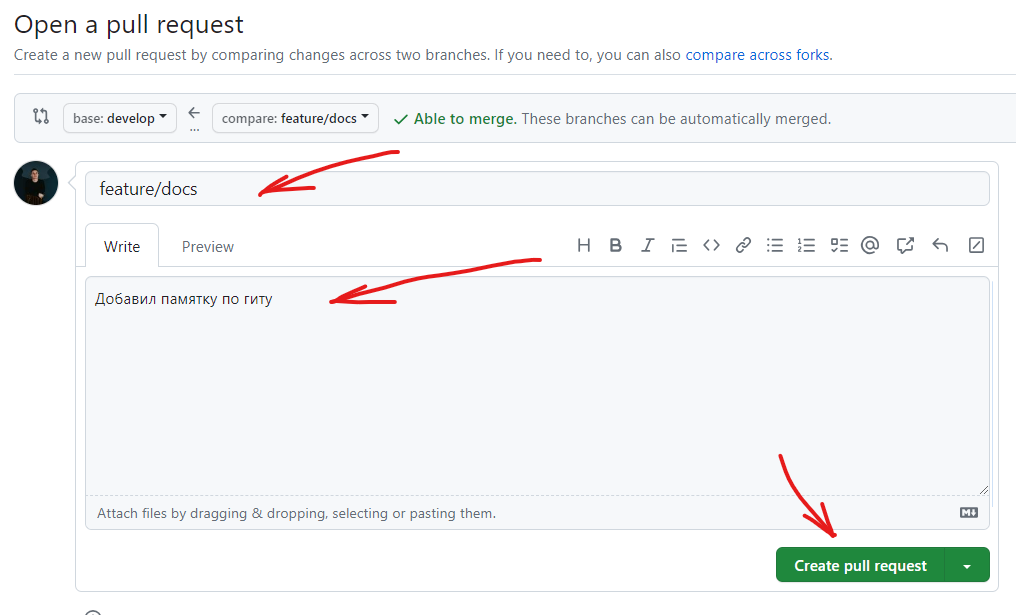 Open a pull request
Create a new pull request by comparing changes across two branches. If you need to, you can also compare across forks.
base: develop ← ... compare: feature/docs ✓ Able to merge. These branches can be automatically merged.
feature/docs
Write Preview
Добавил памятку по гиту
Attach files by dragging & dropping, selecting or pasting them.
Create pull request